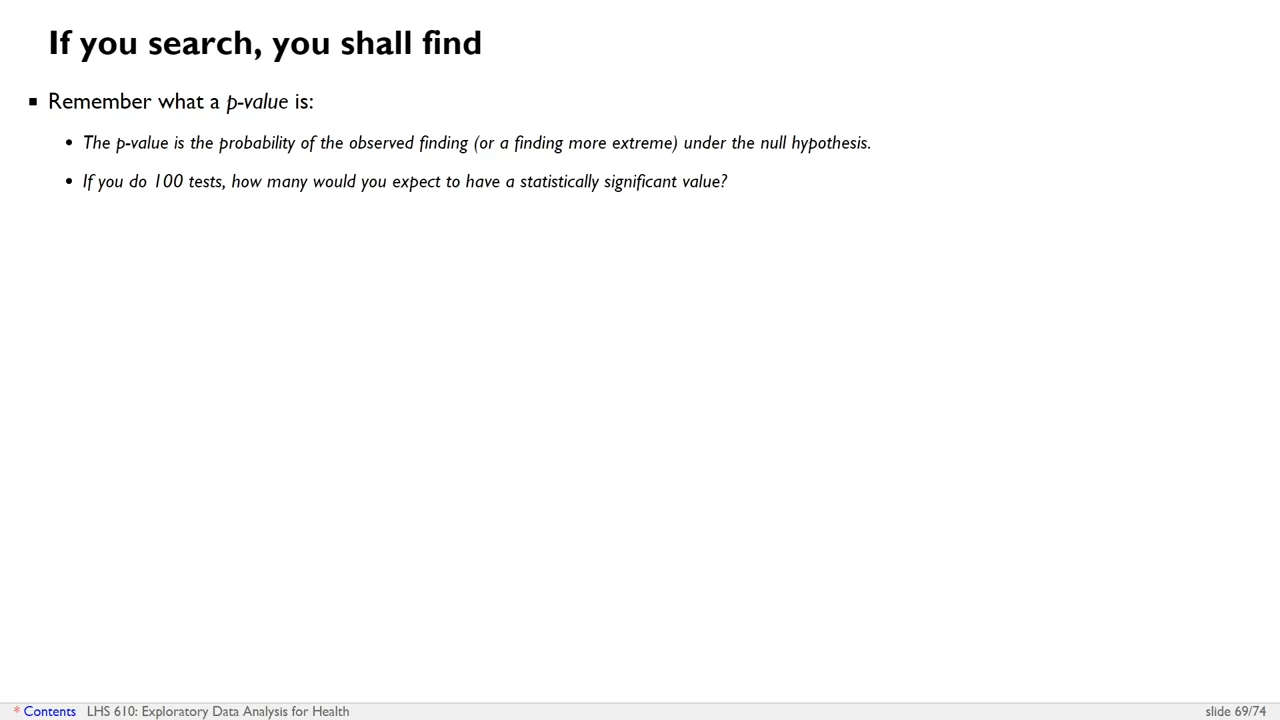 If you search, you shall find
▪ Remember what a p-value is:
• The p-value is the probability of the observed finding (or a finding more extreme) under the null hypothesis.
• If you do 100 tests, how many would you expect to have a statistically significant value?
* Contents LHS 610: Exploratory Data Analysis for Health slide 69/74